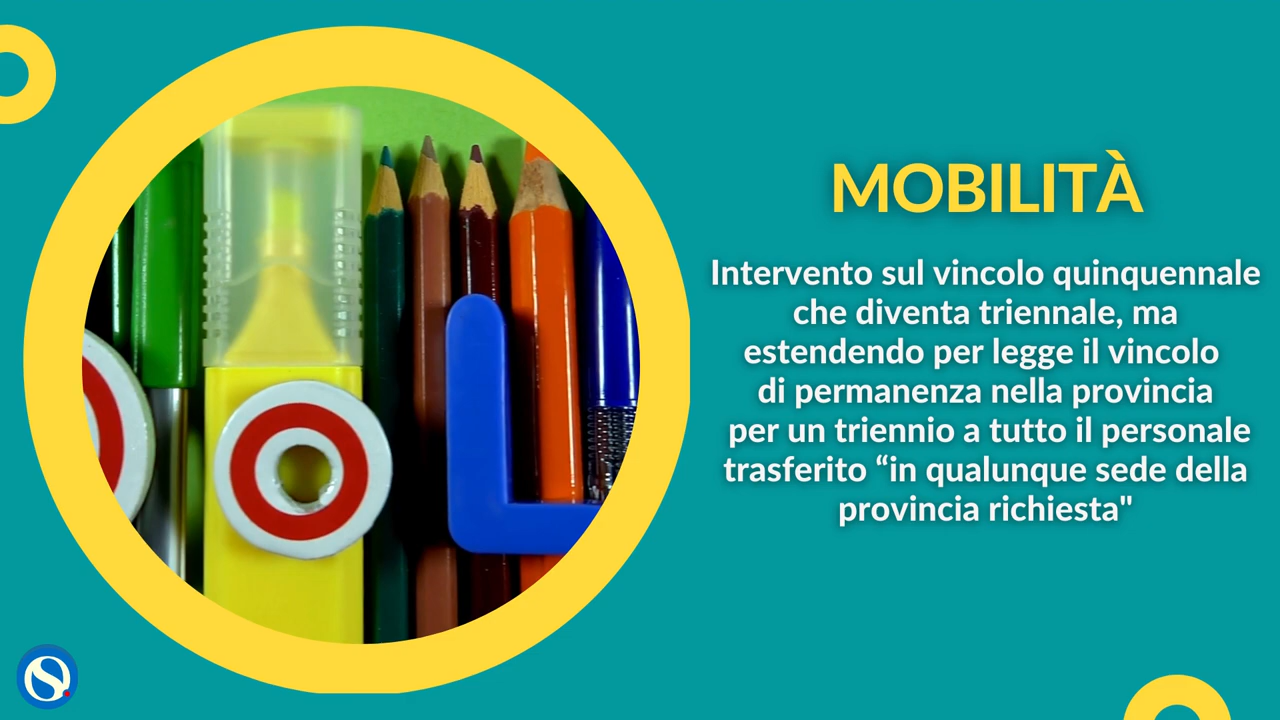 MOBILITÀ
Intervento sul vincolo quinquennale
che diventa triennale, ma
estendendo per legge il vincolo
di permanenza nella provincia
per un triennio a tutto il personale
trasferito “in qualunque sede della
provincia richiesta"
O
L
S